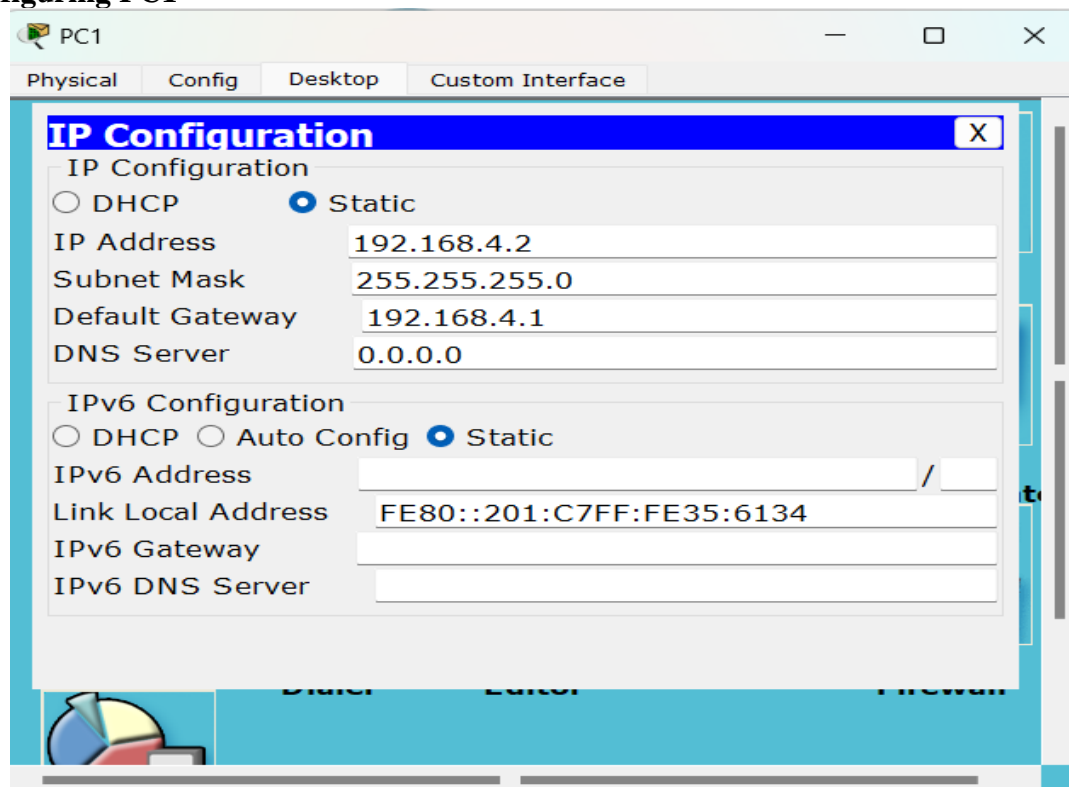 PC1
Physical Config Desktop Custom Interface
IP Configuration X
IP Configuration
DHCP Static
IP Address 192.168.4.2
Subnet Mask 255.255.255.0
Default Gateway 192.168.4.1
DNS Server 0.0.0.0
IPv6 Configuration
DHCP Auto Config Static
IPv6 Address /
Link Local Address FE80::201:C7FF:FE35:6134
IPv6 Gateway
IPv6 DNS Server